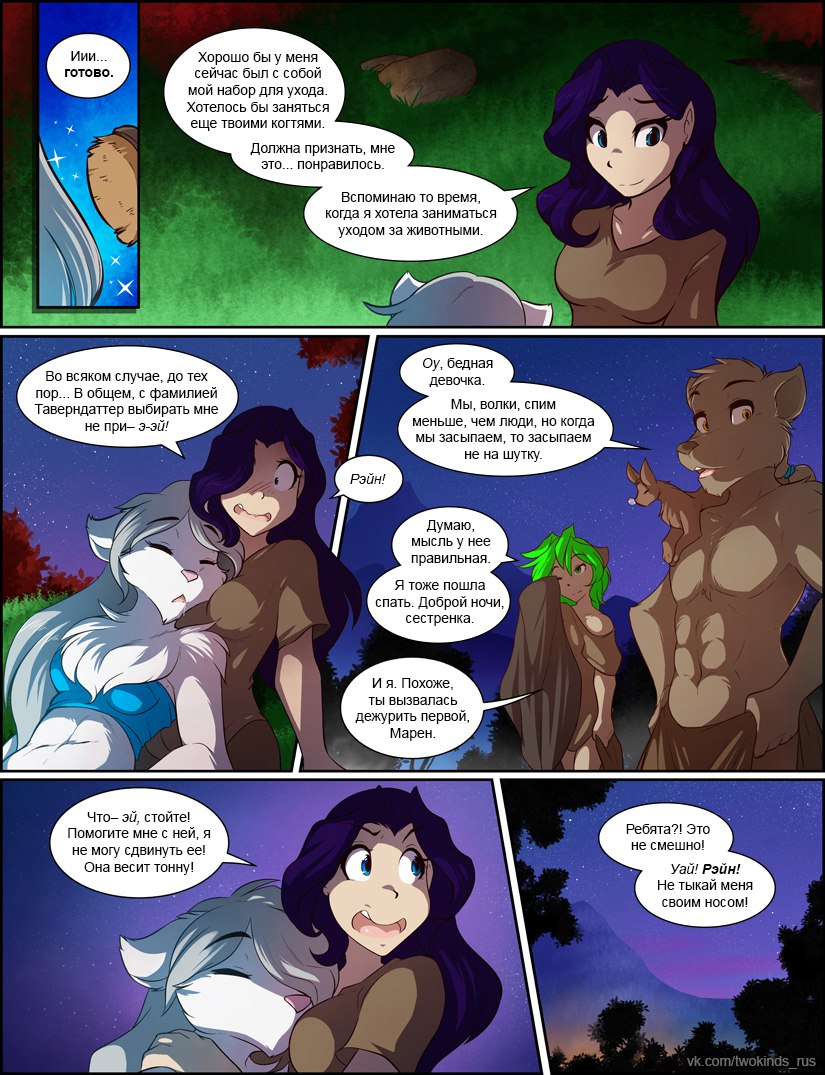 Иии...
готово.
Хорошо бы у меня
сейчас был с собой
мой набор для ухода.
Хотелось бы заняться
еще твоими когтями.
Должна признать, мне
это... понравилось.
Вспоминаю то время,
когда я хотела заниматься
уходом за животными.
Во всяком случае, до тех
пор... В общем, с фамилией
Таверндаттер выбирать мне
не при– э-эй!
Рэйн!
Оу, бедная
девочка.
Мы, волки, спим
меньше, чем люди, но когда
мы засыпаем, то засыпаем
не на шутку.
Думаю,
мысль у нее
правильная.
Я тоже пошла
спать. Доброй ночи,
сестренка.
И я. Похоже,
ты вызвалась
дежурить первой,
Марен.
Что– эй, стойте!
Помогите мне с ней, я
не могу сдвинуть ее!
Она весит тонну!
Ребята?! Это
не смешно!
Уай! Рэйн!
Не тыкай меня
своим носом!
vk.com/twokinds_rus